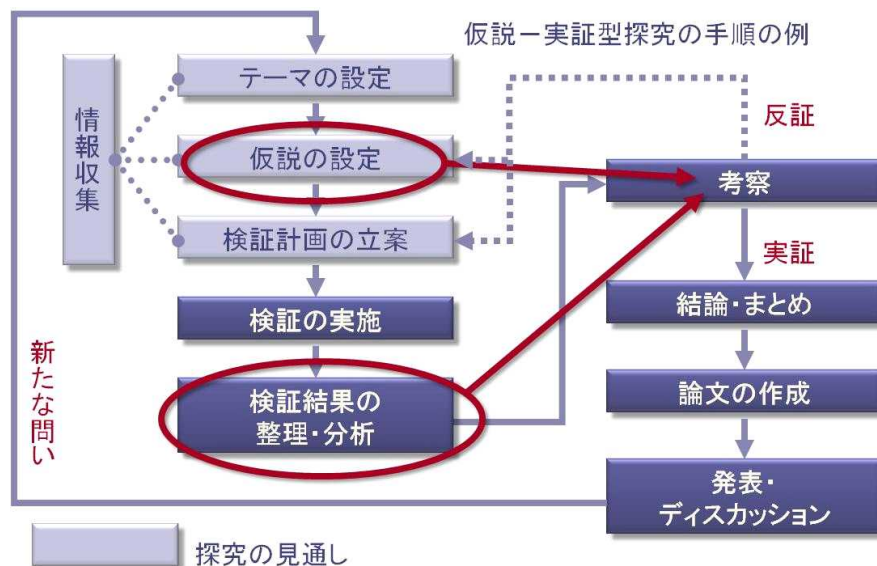 仮説－実証型探究の手順の例
テーマの設定
情報収集
仮説の設定
検証計画の立案
検証の実施
検証結果の
整理・分析
反証
考察
実証
結論・まとめ
論文の作成
発表・
ディスカッション
新たな問い
探究の見通し